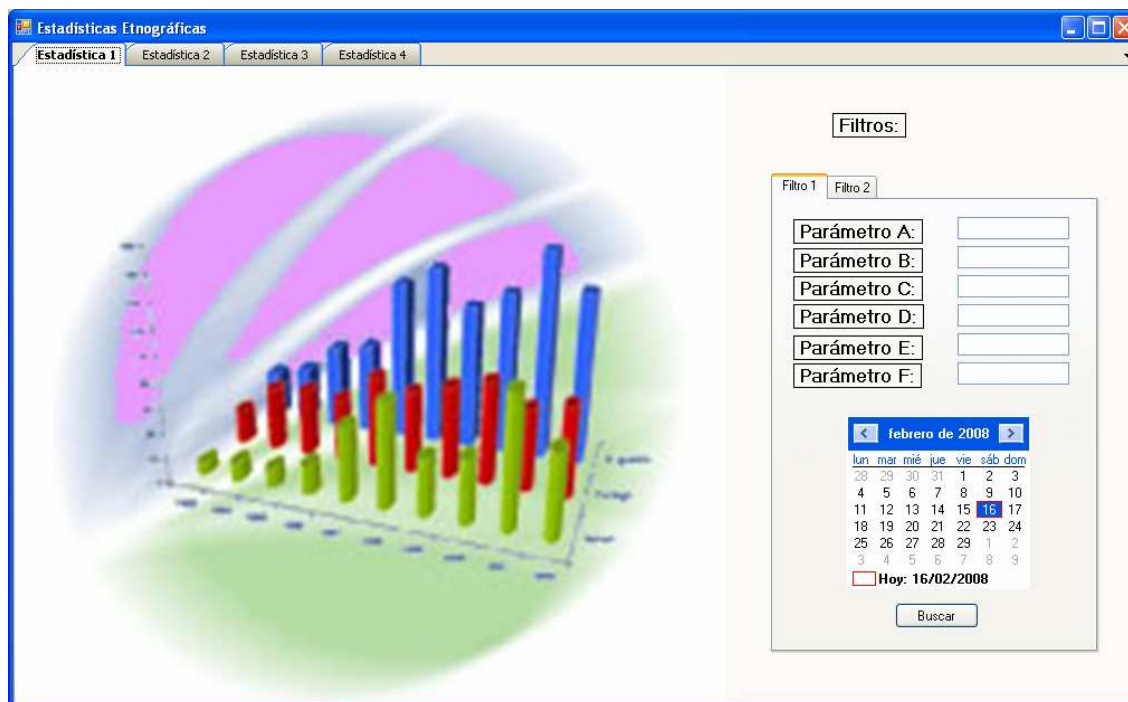 Estadísticas Etnográficas
Estadística 1 Estadística 2 Estadística 3 Estadística 4
Filtros:
Filtro 1 Filtro 2
Parámetro A:
Parámetro B:
Parámetro C:
Parámetro D:
Parámetro E:
Parámetro F:
febrero de 2008
lun mar mié jue vie sáb dom
28 29 30 31 1 2 3
4 5 6 7 8 9 10
11 12 13 14 15 16 17
18 19 20 21 22 23 24
25 26 27 28 29 1 2
3 4 5 6 7 8 9
Hoy: 16/02/2008
Buscar